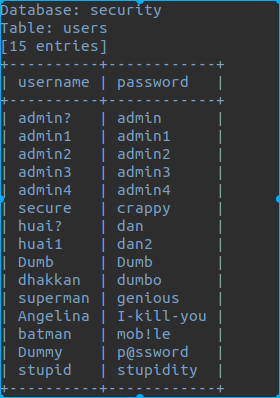 Database: security
Table: users
[15 entries]
+----------+------------+
| username | password   |
+----------+------------+
| admin?   | admin      |
| admin1   | admin1     |
| admin2   | admin2     |
| admin3   | admin3     |
| admin4   | admin4     |
| secure   | crappy     |
| huai?    | dan        |
| huai1    | dan2       |
| Dumb     | Dumb       |
| dhakkan  | dumbo      |
| superman | genious    |
| Angelina | I-kill-you |
| batman   | mob!le     |
| Dummy    | p@ssword   |
| stupid   | stupidity  |
+----------+------------+